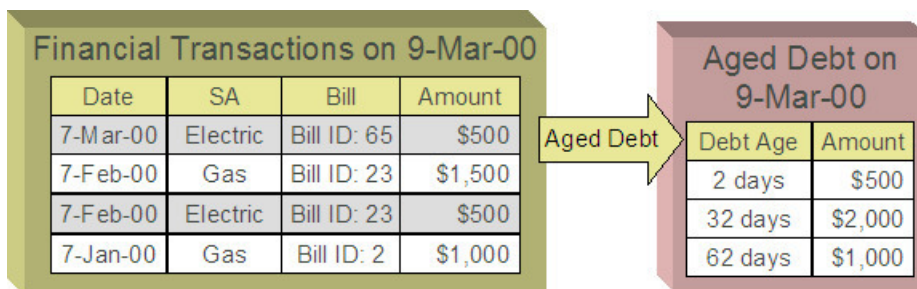 Financial Transactions on 9-Mar-00
Date SA Bill Amount
7-Mar-00 Electric Bill ID: 65 $500
7-Feb-00 Gas Bill ID: 23 $1,500
7-Feb-00 Electric Bill ID: 23 $500
7-Jan-00 Gas Bill ID: 2 $1,000
Aged Debt
Aged Debt on
9-Mar-00
Debt Age Amount
2 days $500
32 days $2,000
62 days $1,000